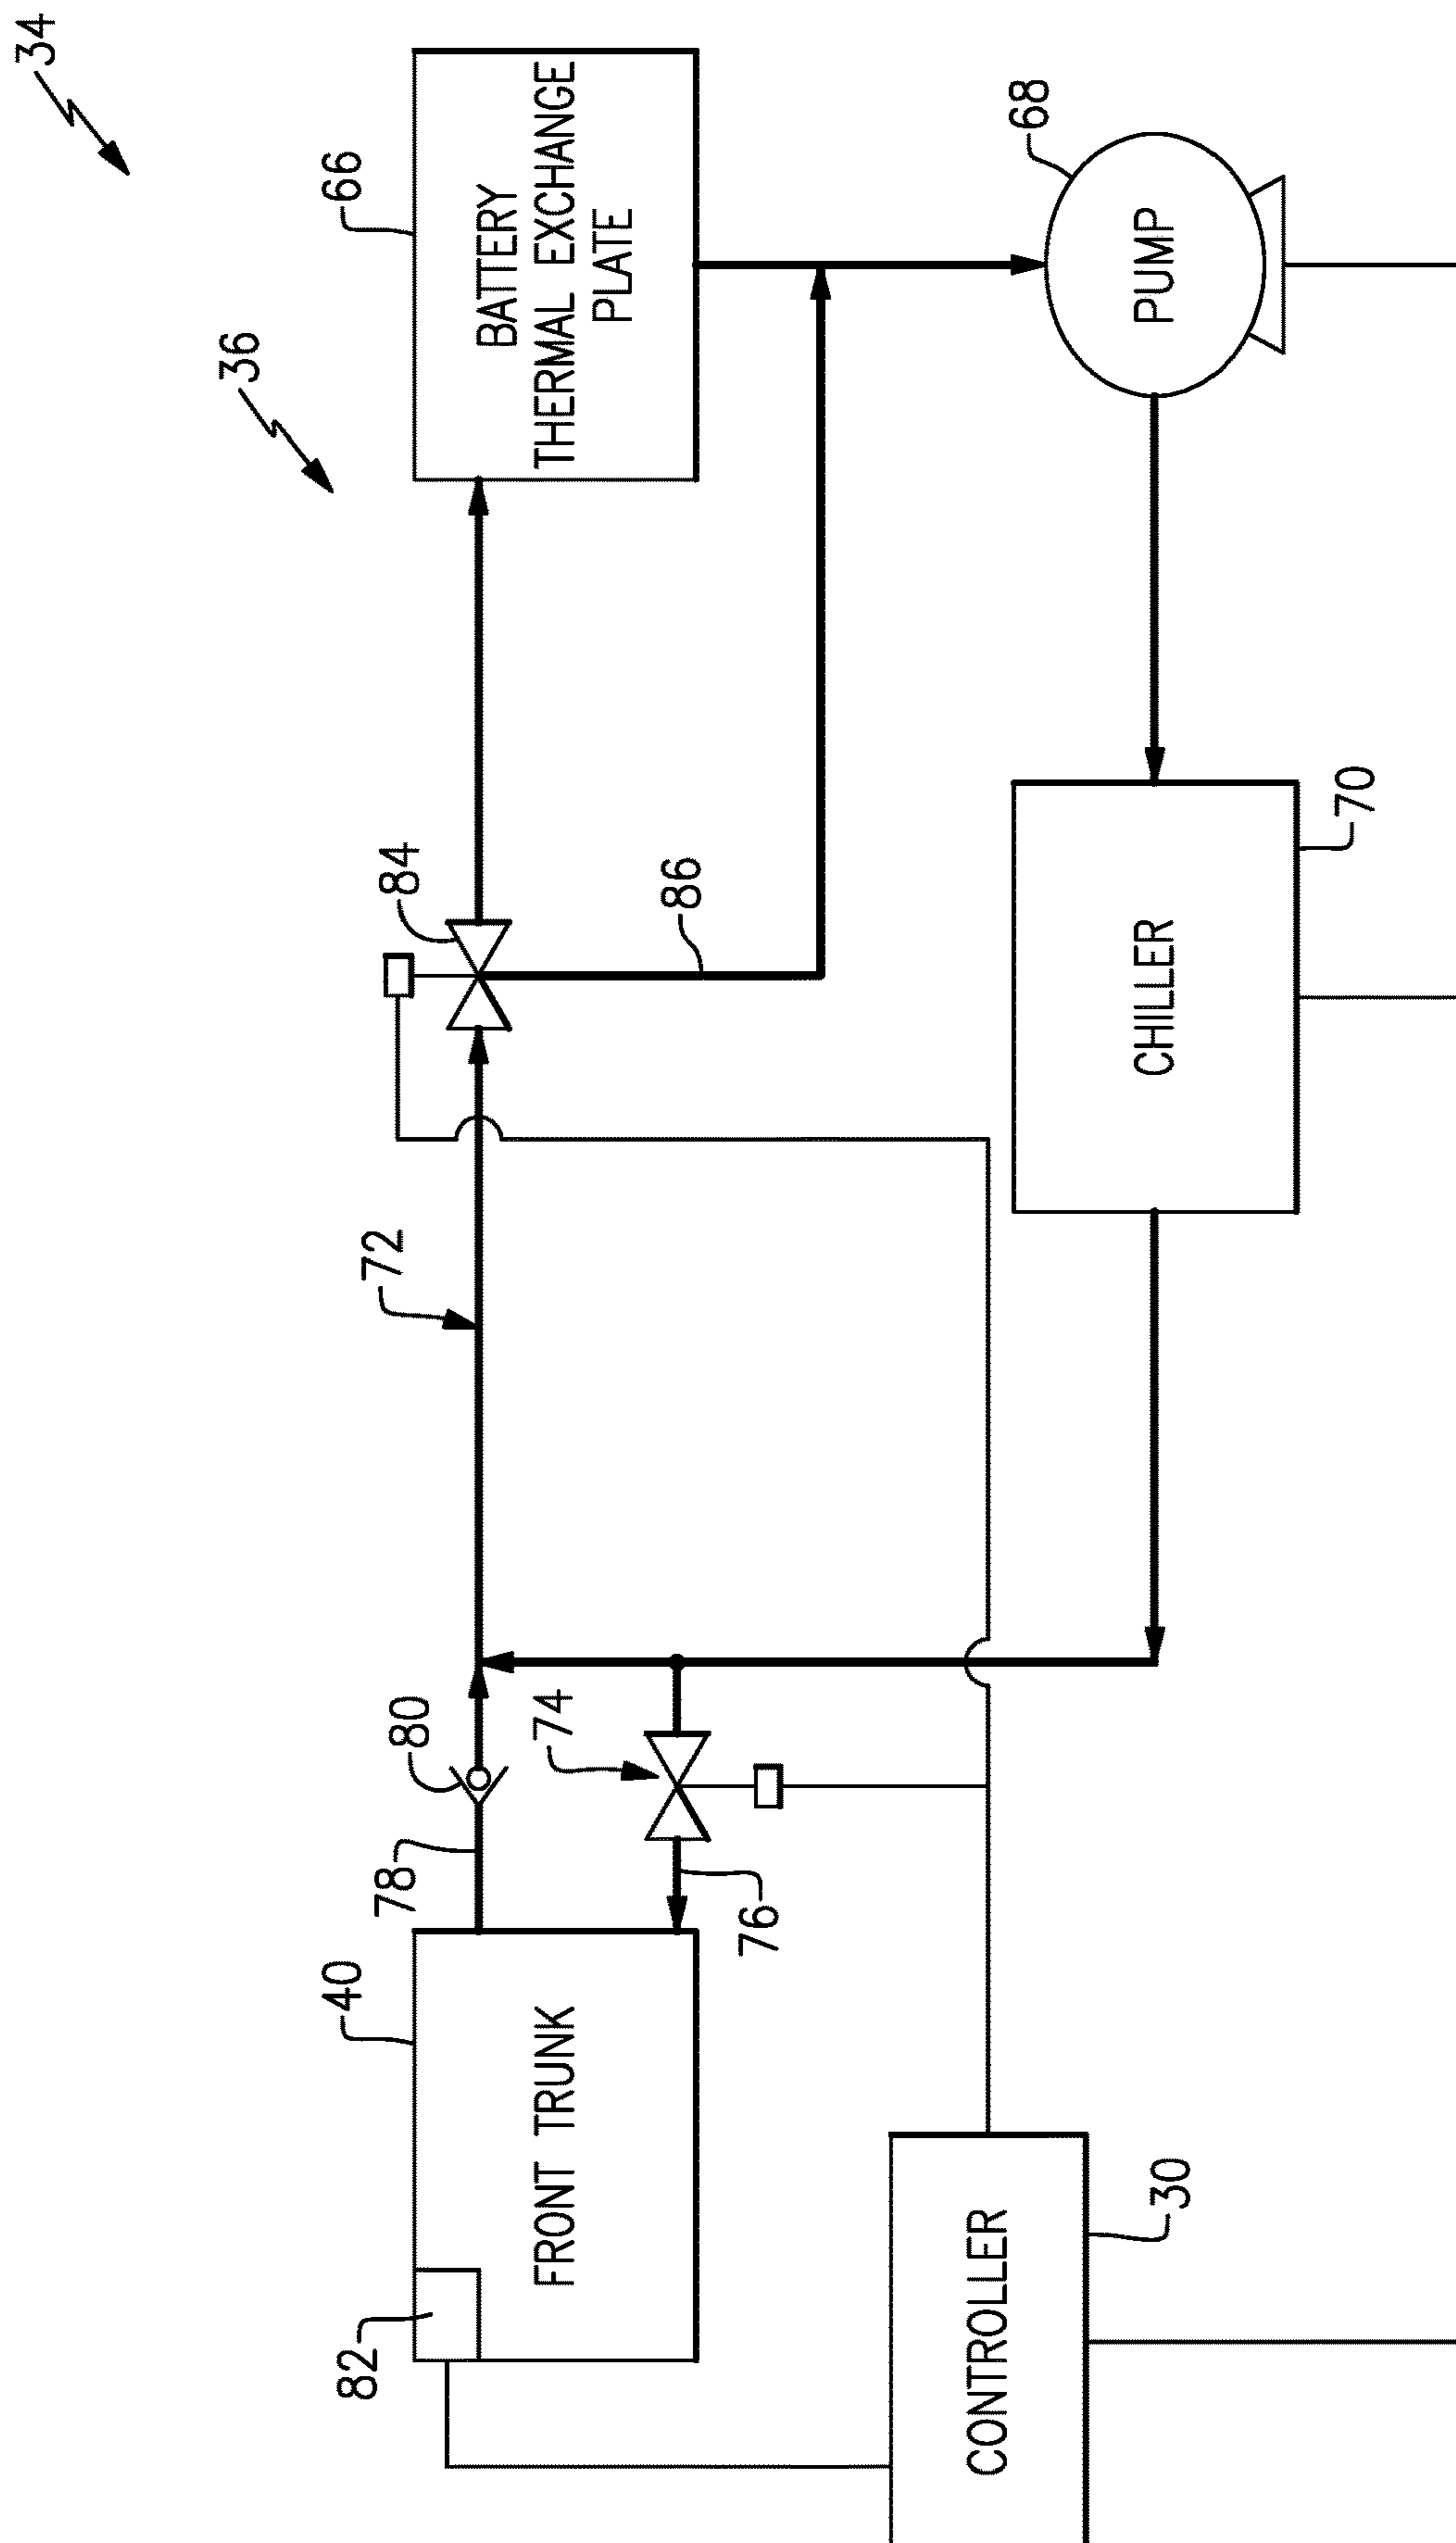 34
36
66
BATTERY
THERMAL EXCHANGE
PLATE
68
PUMP
84
86
70
CHILLER
72
80
74
78
76
40
FRONT TRUNK
82
30
CONTROLLER